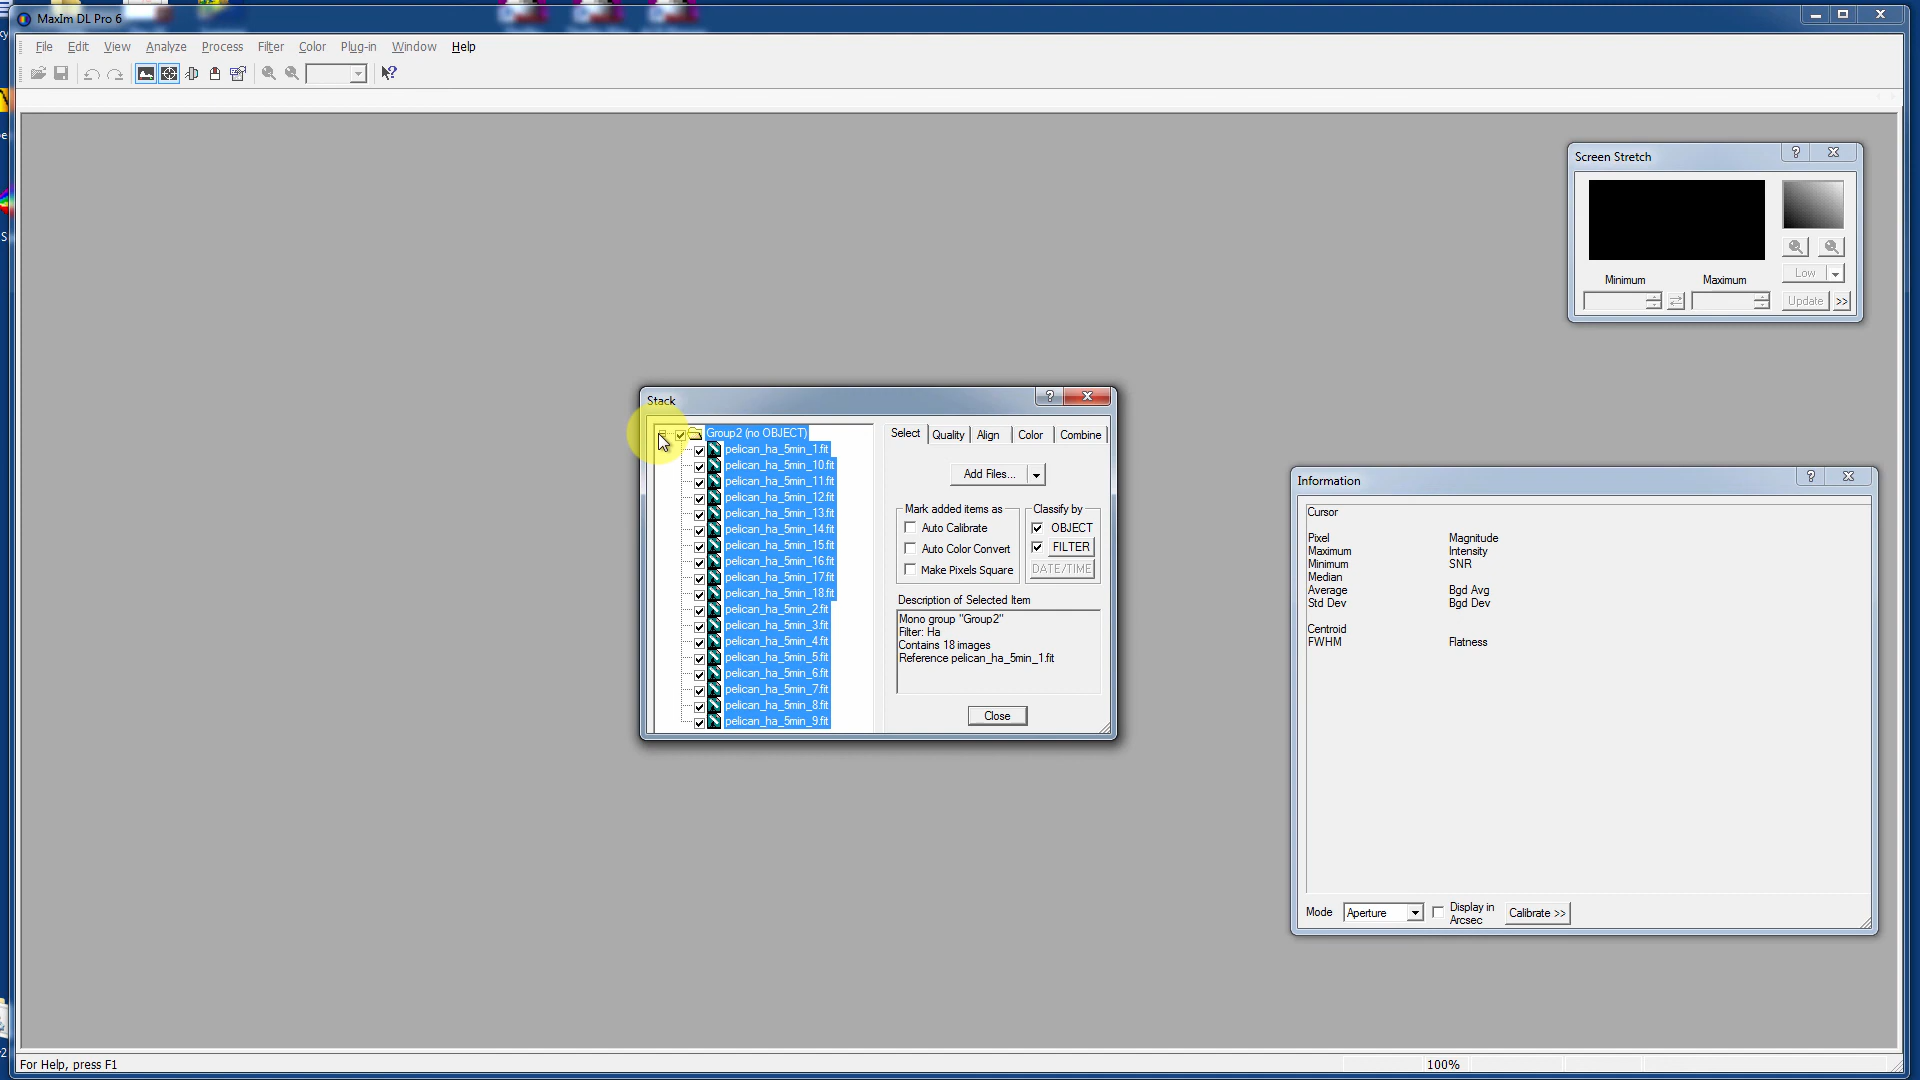 MaxIm DL Pro 6
File Edit View Analyze Process Filter Color Plug-in Window Help
Screen Stretch
Minimum Maximum
Low
Update >>
Stack
Group2 (no OBJECT)
pelican_ha_5min_1.fit
pelican_ha_5min_10.fit
pelican_ha_5min_11.fit
pelican_ha_5min_12.fit
pelican_ha_5min_13.fit
pelican_ha_5min_14.fit
pelican_ha_5min_15.fit
pelican_ha_5min_16.fit
pelican_ha_5min_17.fit
pelican_ha_5min_18.fit
pelican_ha_5min_2.fit
pelican_ha_5min_3.fit
pelican_ha_5min_4.fit
pelican_ha_5min_5.fit
pelican_ha_5min_6.fit
pelican_ha_5min_7.fit
pelican_ha_5min_8.fit
pelican_ha_5min_9.fit
Select Quality Align Color Combine
Add Files...
Mark added items as
Auto Calibrate
Auto Color Convert
Make Pixels Square
Classify by
OBJECT
FILTER
DATE/TIME
Description of Selected Item
Mono group "Group2"
Filter: Ha
Contains 18 images
Reference pelican_ha_5min_1.fit
Close
Information
Cursor
Pixel Magnitude
Maximum Intensity
Minimum SNR
Median
Average Bgd Avg
Std Dev Bgd Dev
Centroid
FWHM Flatness
Mode Aperture
Display in
Arcsec
Calibrate >>
For Help, press F1
100%